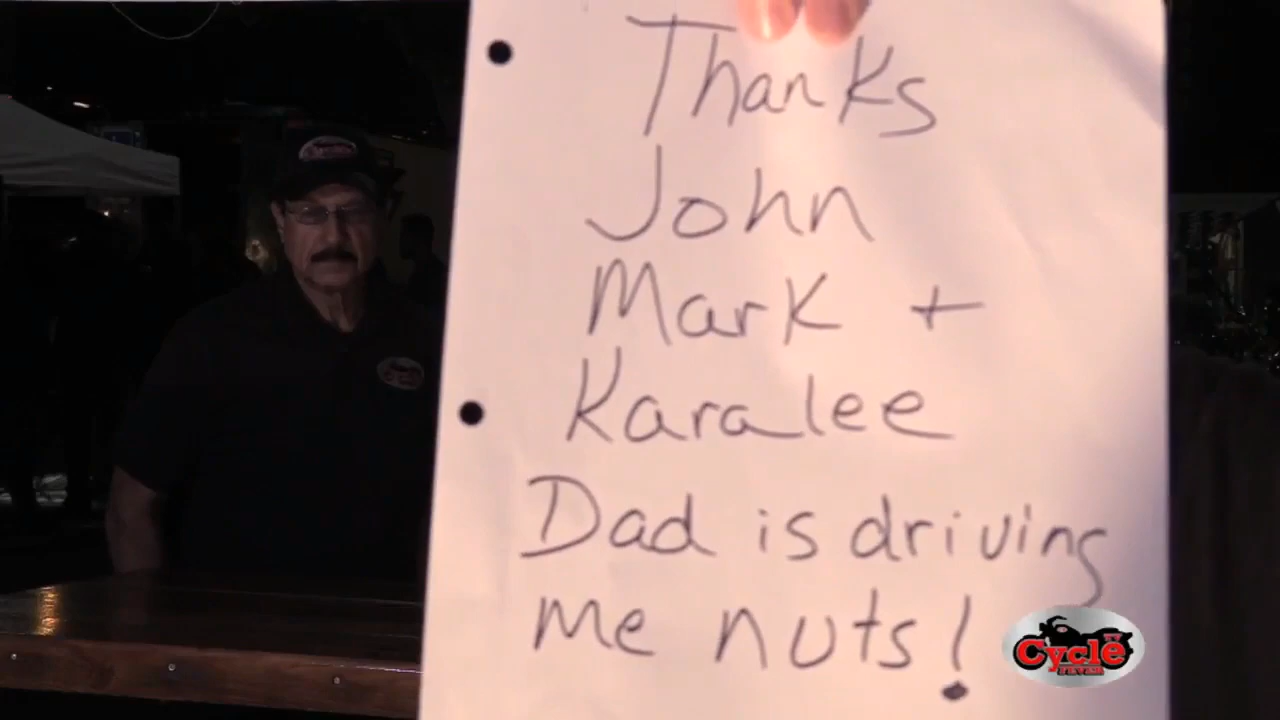 Thanks
John
Mark +
Karalee
Dad is driving
me nuts!
Cycle